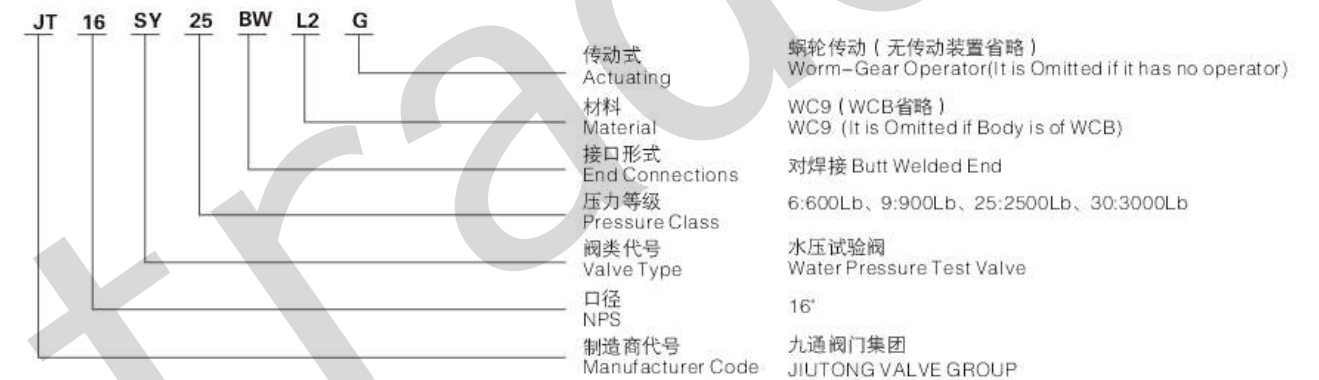 JT 16 SY 25 BW L2 G
传动式 蜗轮传动（无传动装置省略）
Actuating Worm-Gear Operator(It is Omitted if it has no operator)
材料 WC9（WCB省略）
Material WC9 (It is Omitted if Body is of WCB)
接口形式
End Connections 对焊接 Butt Welded End
压力等级 6:600Lb、9:900Lb、25:2500Lb、30:3000Lb
Pressure Class
阀类代号 水压试验阀
Valve Type Water Pressure Test Valve
口径 16"
NPS
制造商代号 九通阀门集团
Manufacturer Code JIUTONG VALVE GROUP